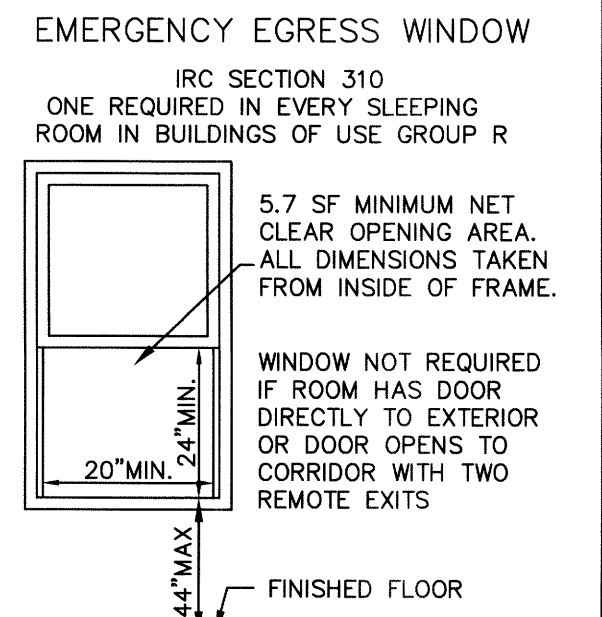 EMERGENCY EGRESS WINDOW
IRC SECTION 310
ONE REQUIRED IN EVERY SLEEPING
ROOM IN BUILDINGS OF USE GROUP R
5.7 SF MINIMUM NET
CLEAR OPENING AREA.
ALL DIMENSIONS TAKEN
FROM INSIDE OF FRAME.
WINDOW NOT REQUIRED
IF ROOM HAS DOOR
DIRECTLY TO EXTERIOR
OR DOOR OPENS TO
CORRIDOR WITH TWO
REMOTE EXITS
24"MIN.
20"MIN.
44"MAX
FINISHED FLOOR